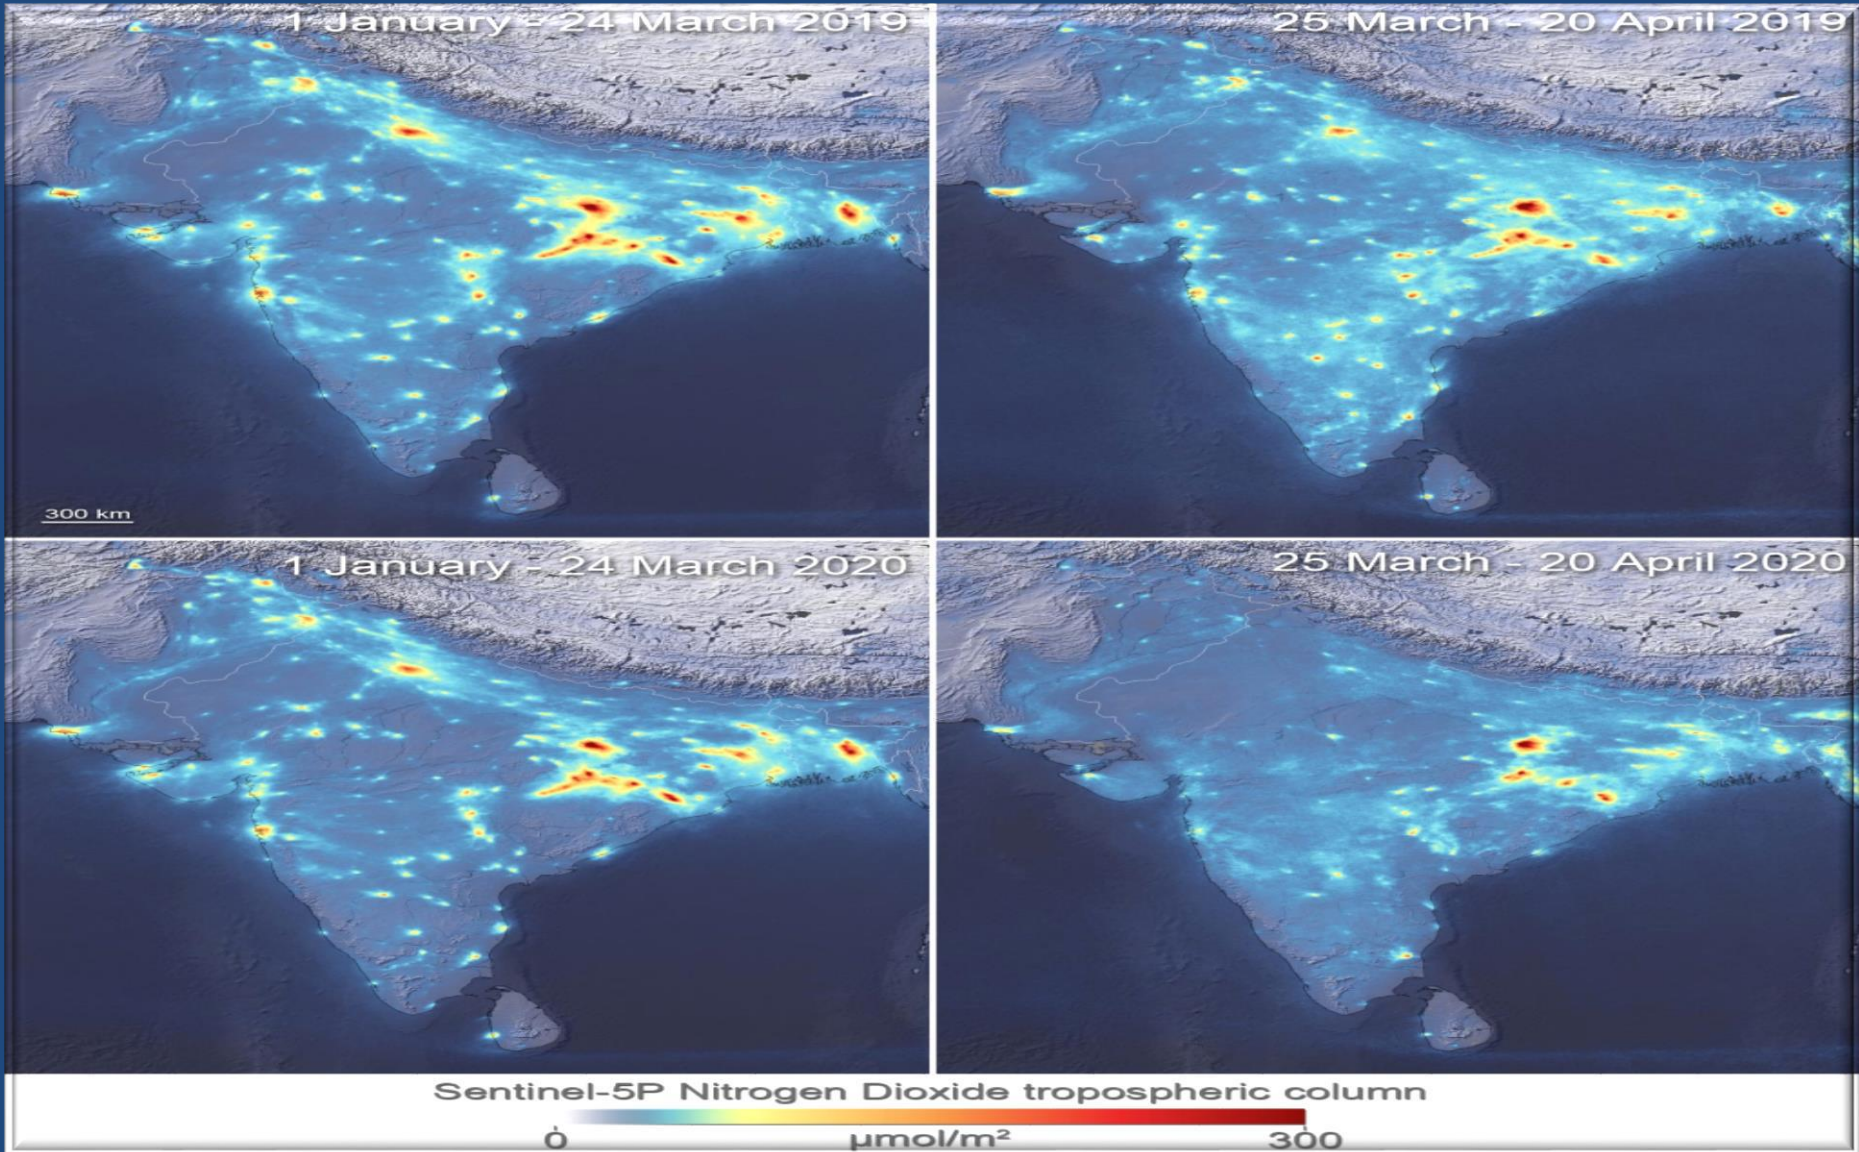 1 January - 24 March 2019
25 March - 20 April 2019
300 km
1 January - 24 March 2020
25 March - 20 April 2020
Sentinel-5P Nitrogen Dioxide tropospheric column
0 µmol/m² 300